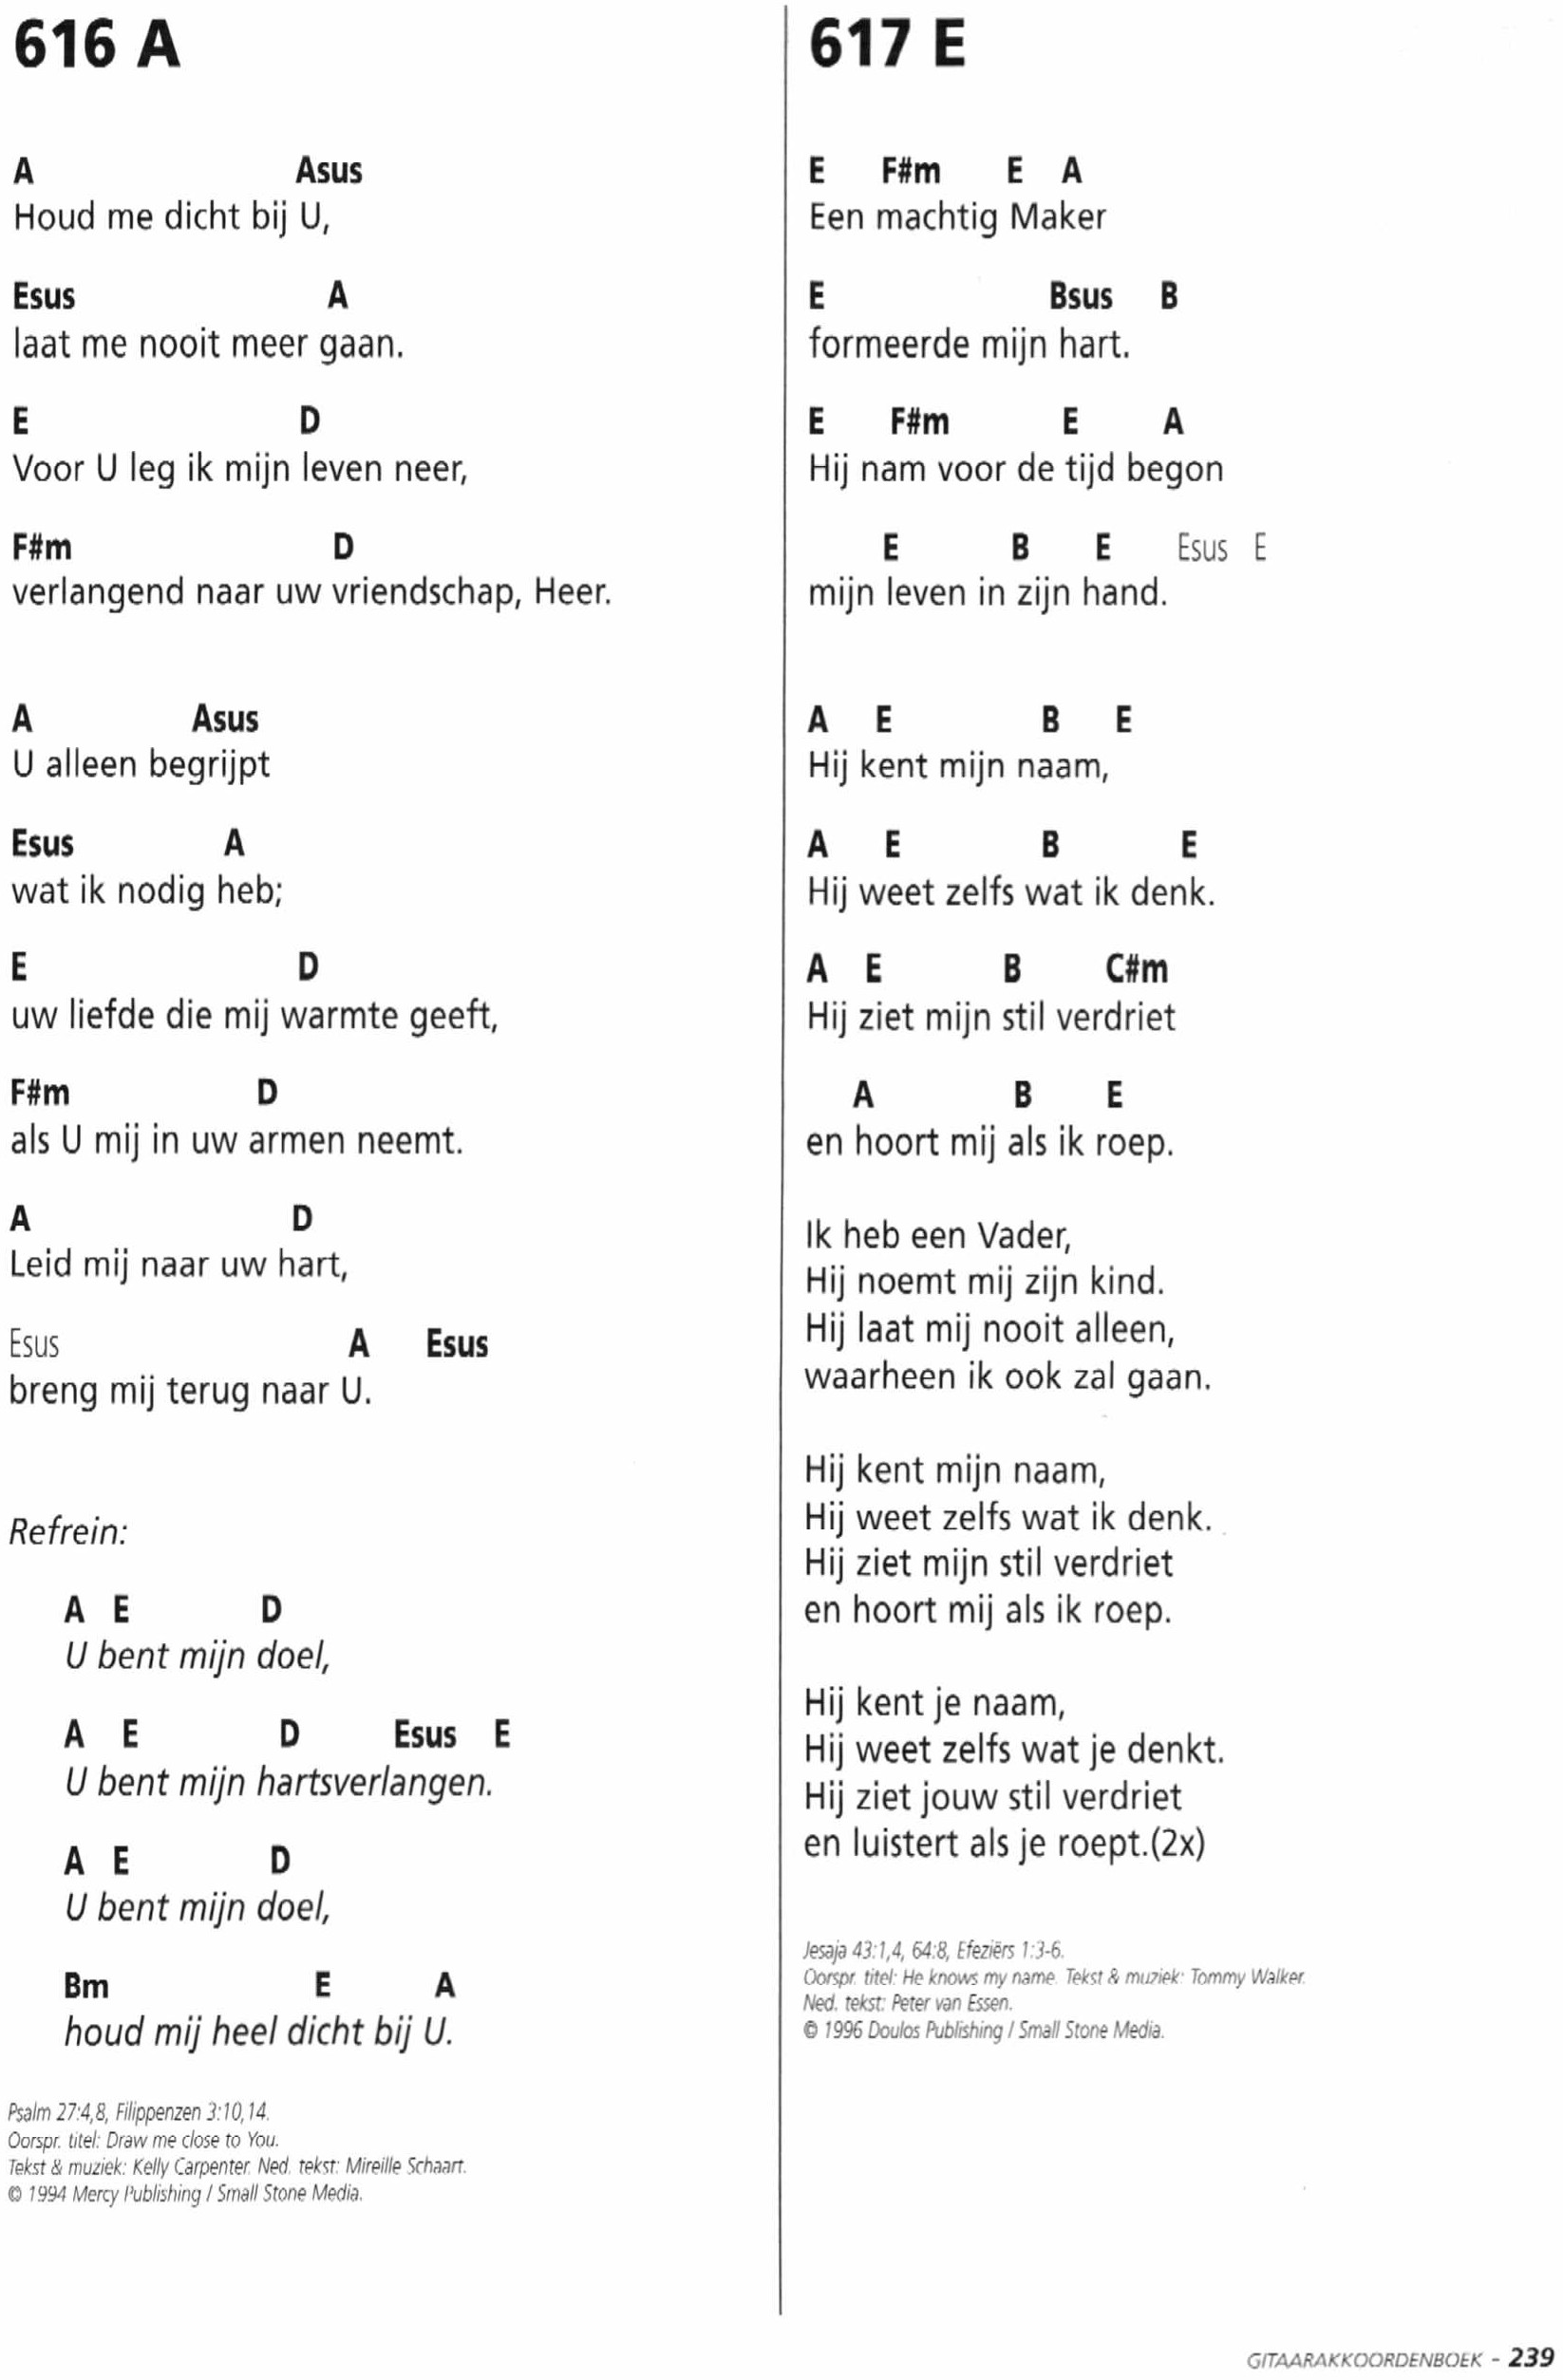 616 A
A Asus
Houd me dicht bij U,
Esus A
laat me nooit meer gaan.
E D
Voor U leg ik mijn leven neer,
F#m D
verlangend naar uw vriendschap, Heer.
A Asus
U alleen begrijpt
Esus A
wat ik nodig heb;
E D
uw liefde die mij warmte geeft,
F#m D
als U mij in uw armen neemt.
A D
Leid mij naar uw hart,
Esus A Esus
breng mij terug naar U.
Refrein:
A E D
U bent mijn doel,
A E D Esus E
U bent mijn hartsverlangen.
A E D
U bent mijn doel,
Bm E A
houd mij heel dicht bij U.
Psalm 27:4,8, Filippenzen 3:10,14.
Oorspr. titel: Draw me close to You.
Tekst & muziek: Kelly Carpenter. Ned. tekst: Mireille Schaart.
© 1994 Mercy Publishing / Small Stone Media.
617 E
E F#m E A
Een machtig Maker
E Bsus B
formeerde mijn hart.
E F#m E A
Hij nam voor de tijd begon
E B E Esus E
mijn leven in zijn hand.
A E B E
Hij kent mijn naam,
A E B E
Hij weet zelfs wat ik denk.
A E B C#m
Hij ziet mijn stil verdriet
A B E
en hoort mij als ik roep.
Ik heb een Vader,
Hij noemt mij zijn kind.
Hij laat mij nooit alleen,
waarheen ik ook zal gaan.
Hij kent mijn naam,
Hij weet zelfs wat ik denk.
Hij ziet mijn stil verdriet
en hoort mij als ik roep.
Hij kent je naam,
Hij weet zelfs wat je denkt.
Hij ziet jouw stil verdriet
en luistert als je roept.(2x)
Jesaja 43:1,4, 64:8, Efeziërs 1:3-6.
Oorspr. titel: He knows my name. Tekst & muziek: Tommy Walker.
Ned. tekst: Peter van Essen.
© 1996 Doulos Publishing / Small Stone Media.
GITAARAKKOORDENBOEK - 239